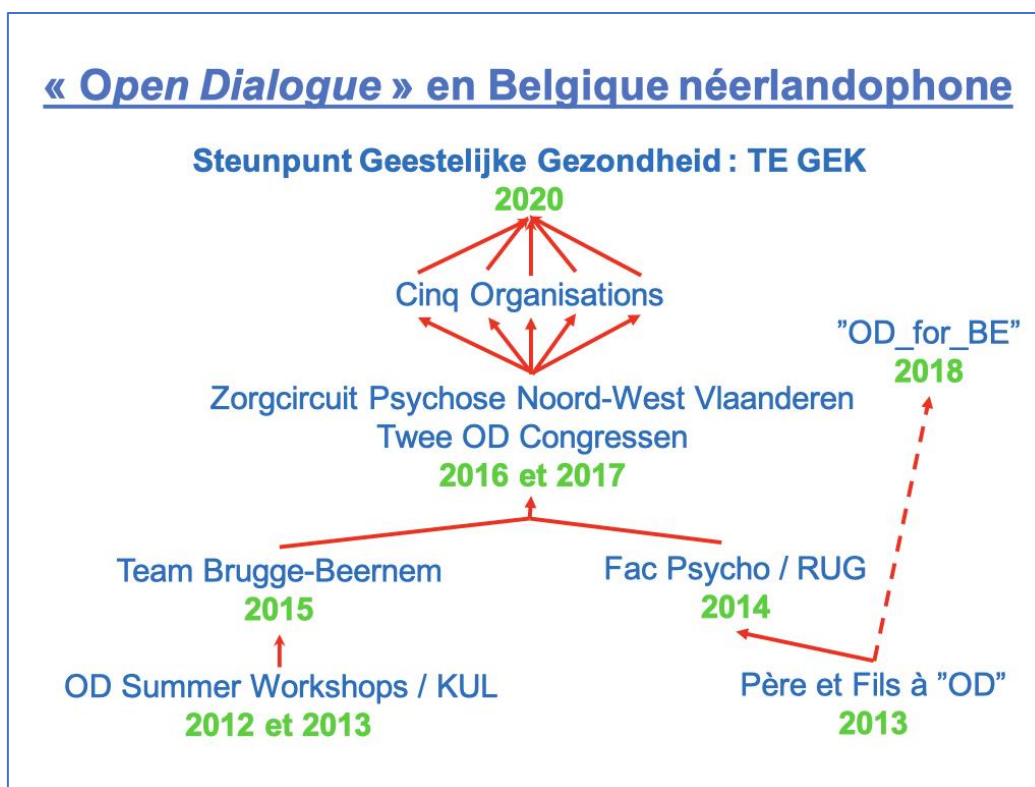 « Open Dialogue » en Belgique néerlandophone
Steunpunt Geestelijke Gezondheid : TE GEK
2020
Cinq Organisations
”OD_for_BE”
2018
Zorgcircuit Psychose Noord-West Vlaanderen
Twee OD Congressen
2016 et 2017
Team Brugge-Beernem
2015
Fac Psycho / RUG
2014
OD Summer Workshops / KUL
2012 et 2013
Père et Fils à ”OD”
2013